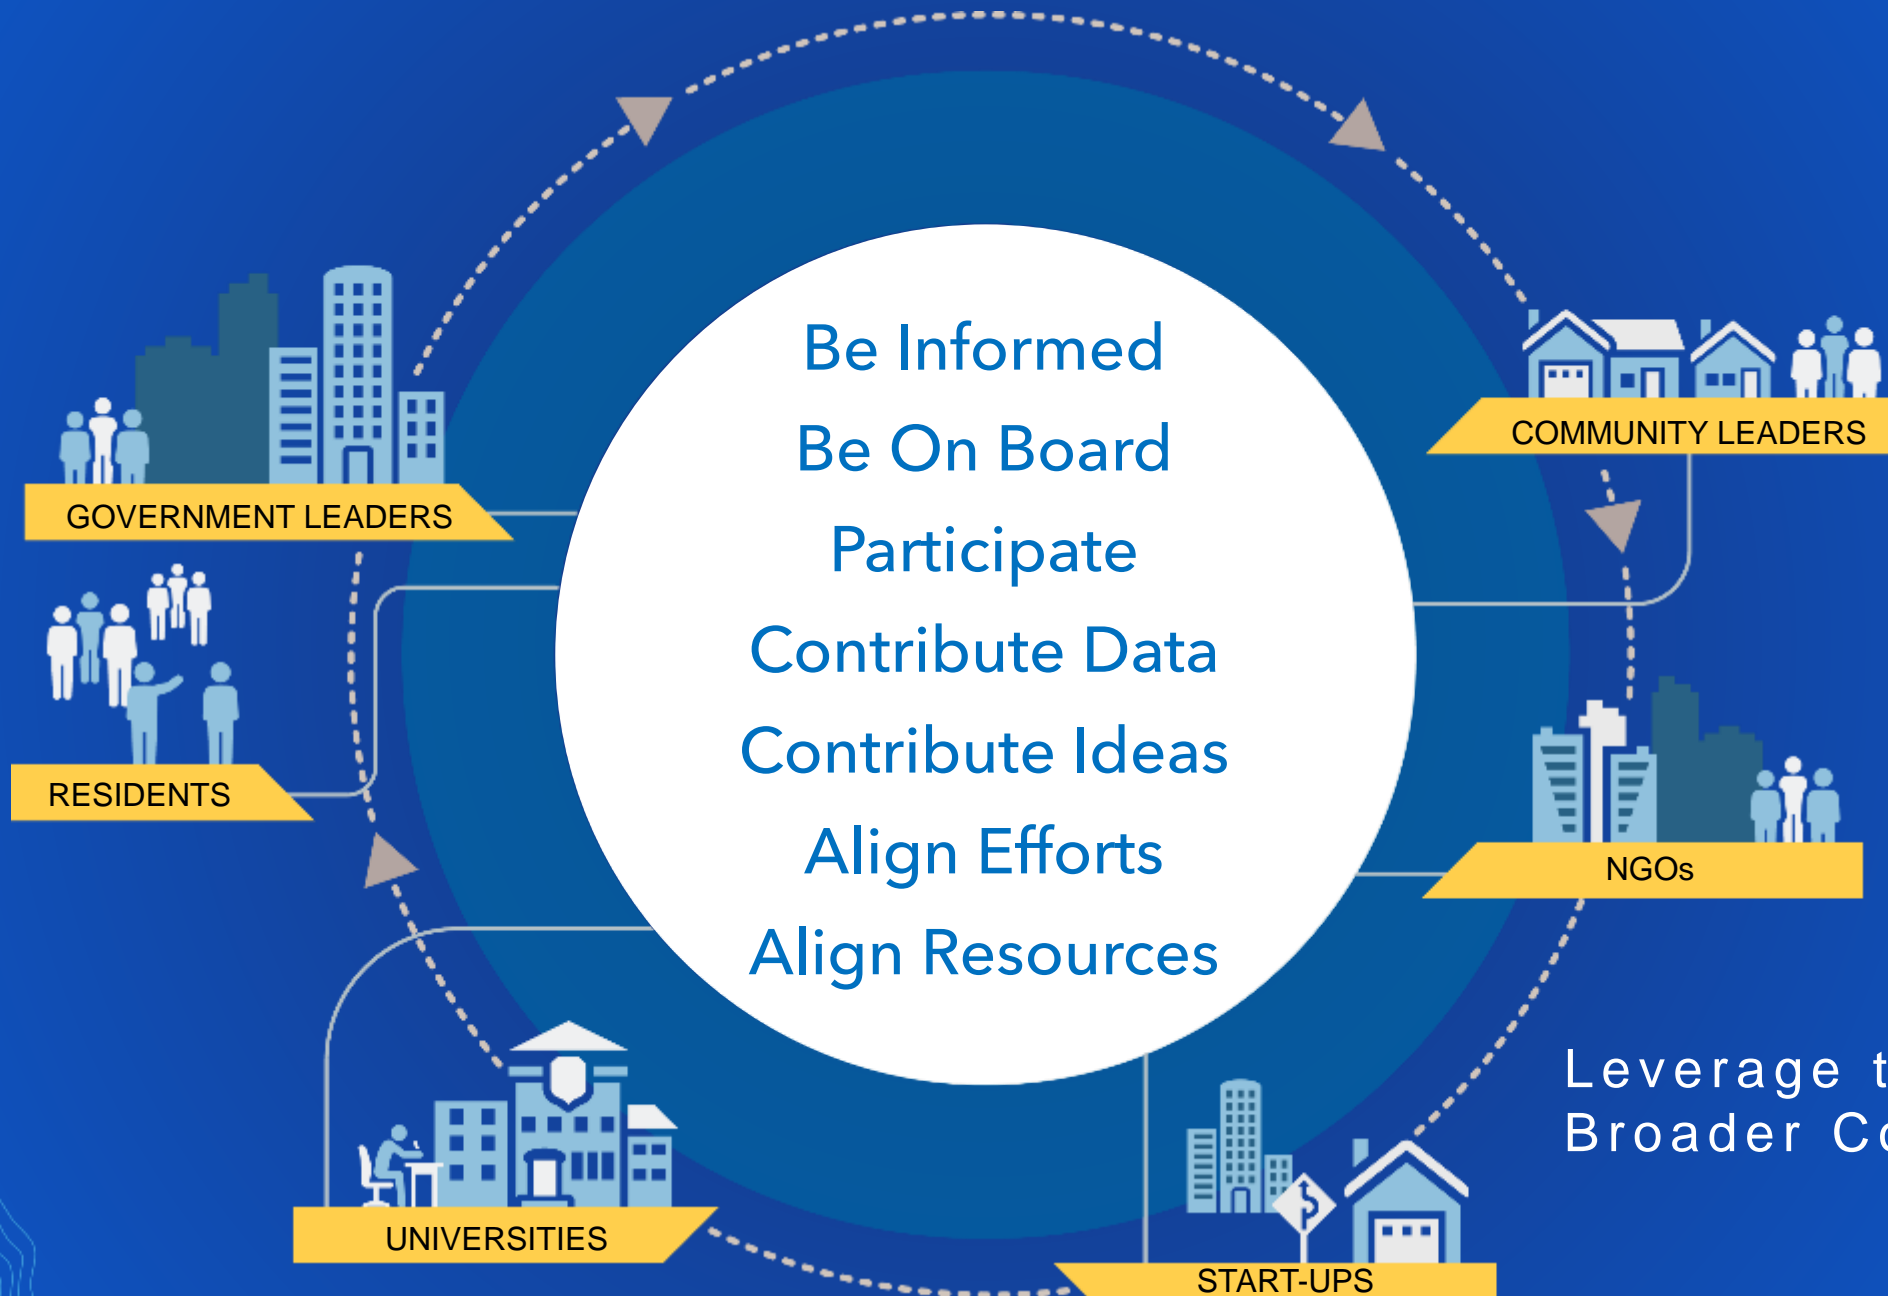 Be Informed
Be On Board
Participate
Contribute Data
Contribute Ideas
Align Efforts
Align Resources
GOVERNMENT LEADERS
COMMUNITY LEADERS
RESIDENTS
NGOs
UNIVERSITIES
START-UPS
Leverage
Broader